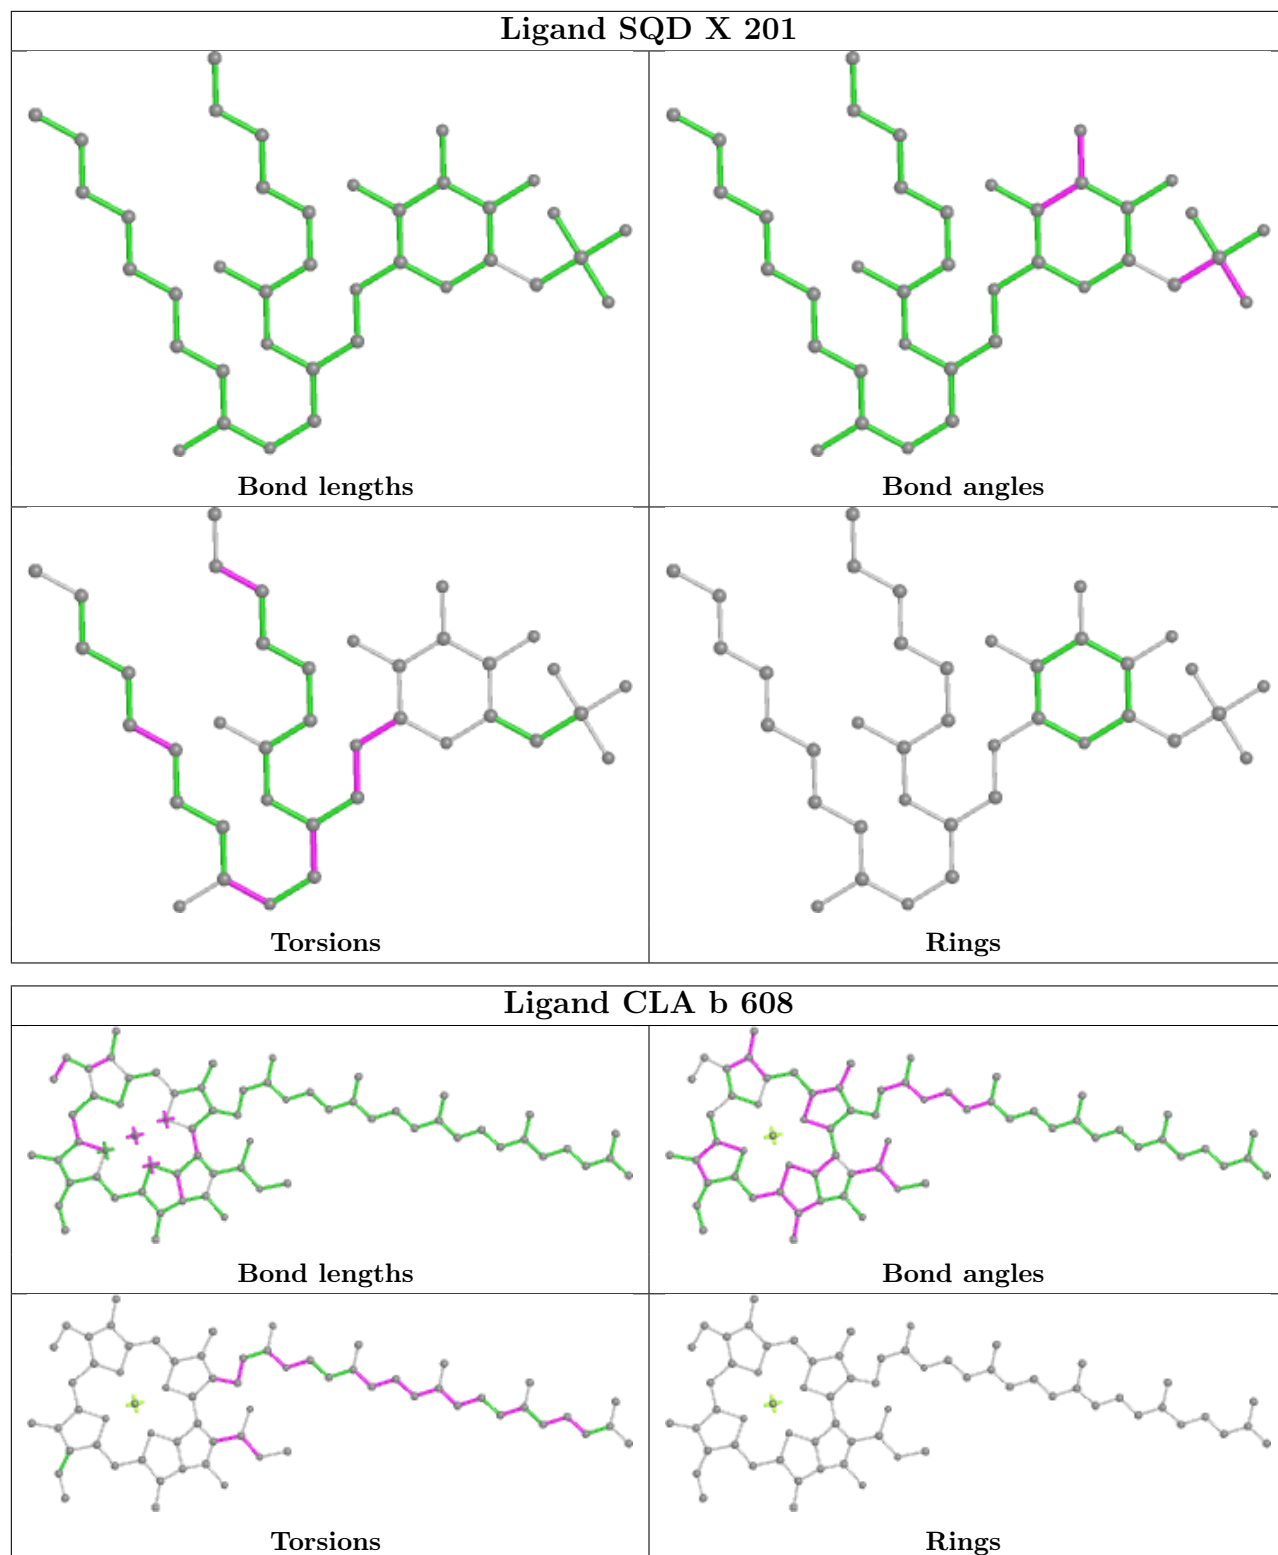 Ligand SQD X 201
Bond lengths
Bond angles
Torsions
Rings
Ligand CLA b 608
Bond lengths
Bond angles
Torsions
Rings